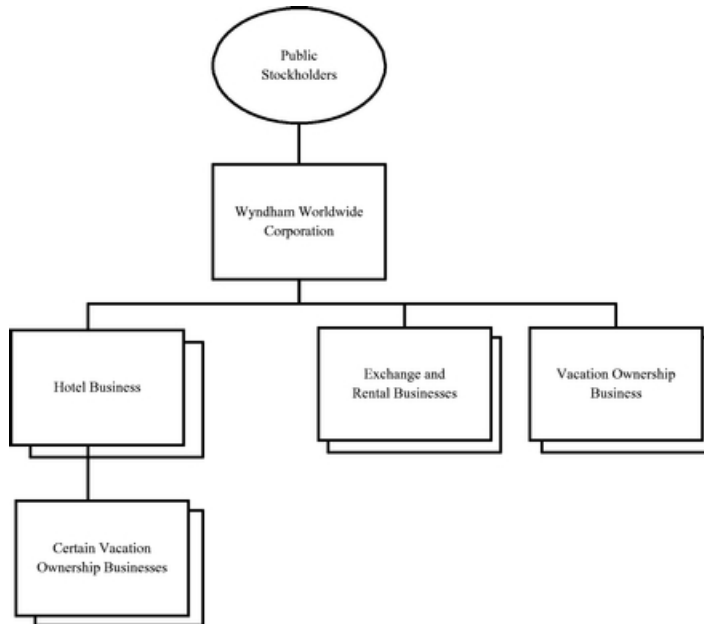 Public
Stockholders
Wyndham Worldwide
Corporation
Hotel Business
Exchange and
Rental Businesses
Vacation Ownership
Business
Certain Vacation
Ownership Businesses